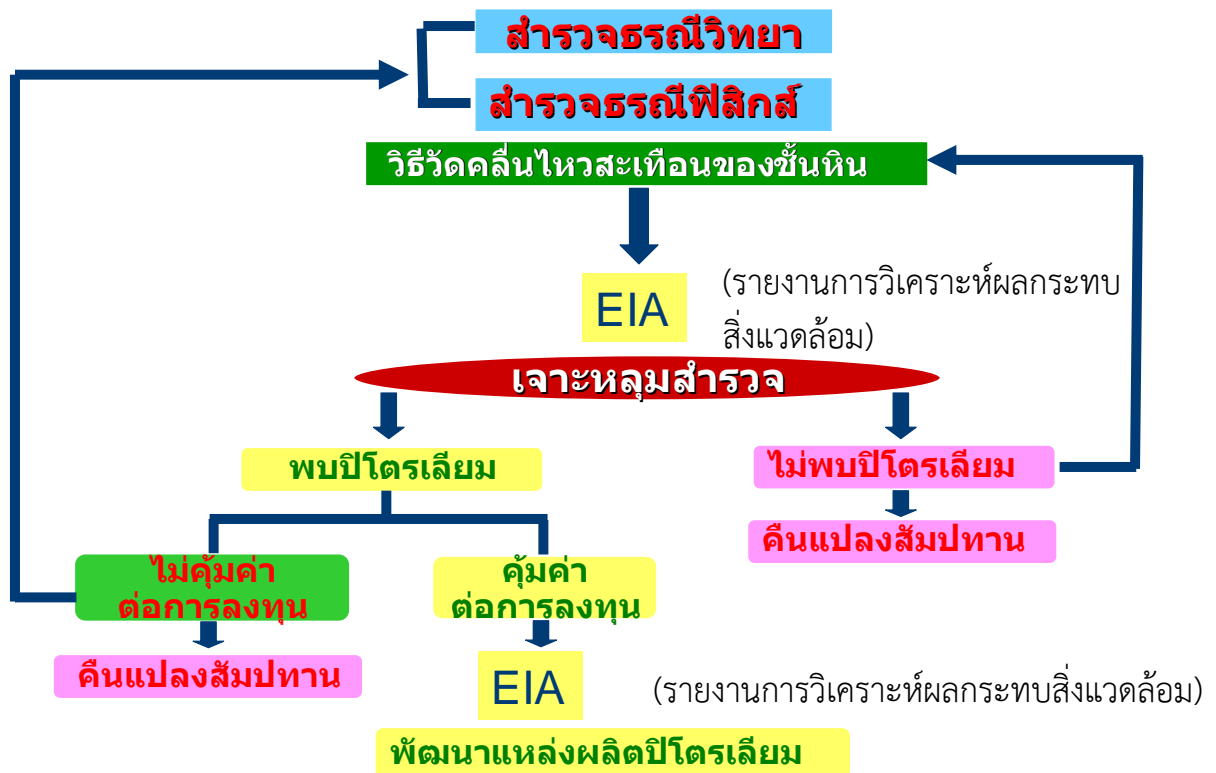 สำรวจธรณีวิทยา
สำรวจธรณีฟิสิกส์
วิธีวัดคลื่นไหวสะเทือนของชั้นหิน
EIA
(รายงานการวิเคราะห์ผลกระทบ
สิ่งแวดล้อม)
เจาะหลุมสำรวจ
พบปิโตรเลียม
ไม่พบปิโตรเลียม
คืนแปลงสัมปทาน
ไม่คุ้มค่า
ต่อการลงทุน
คุ้มค่า
ต่อการลงทุน
คืนแปลงสัมปทาน
EIA
(รายงานการวิเคราะห์ผลกระทบสิ่งแวดล้อม)
พัฒนาแหล่งผลิตปิโตรเลียม